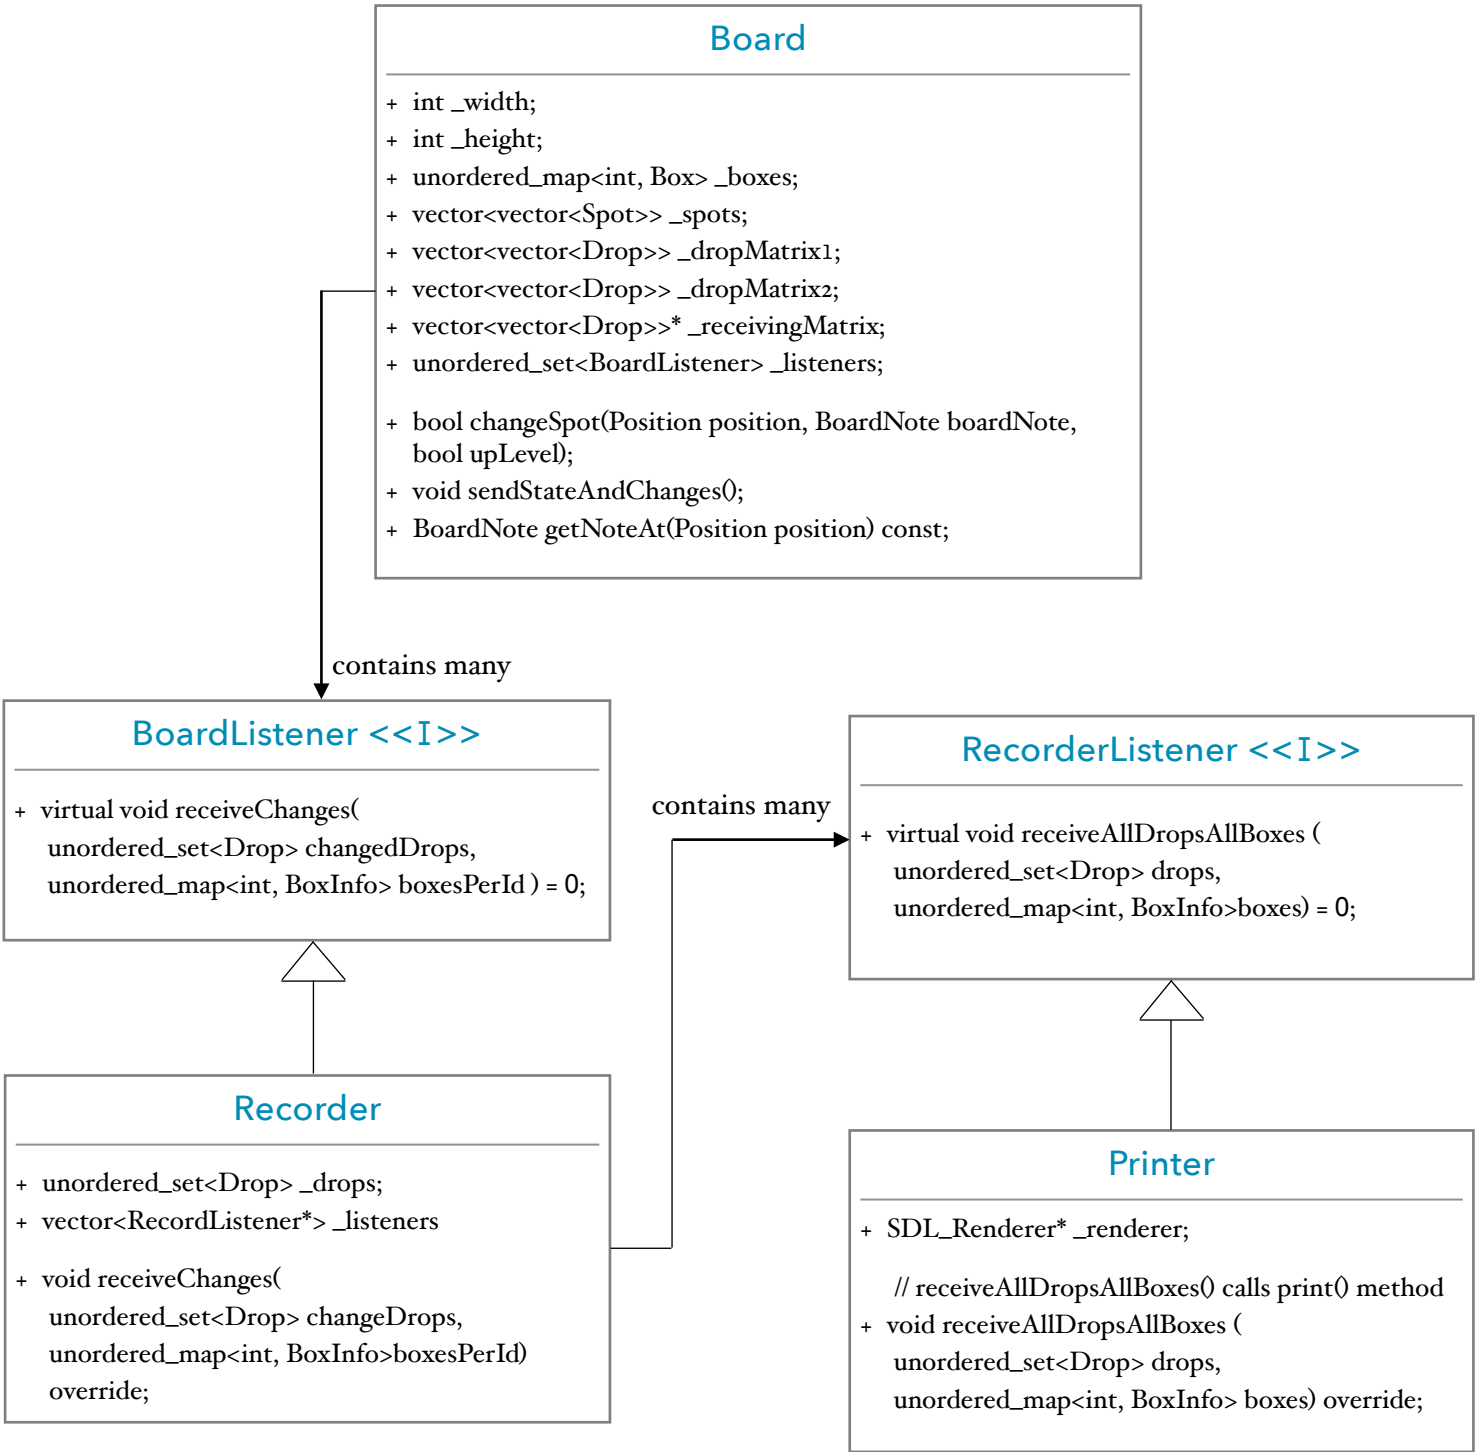 Board
+ int _width;
+ int _height;
+ unordered_map<int, Box> _boxes;
+ vector<vector<Spot>> _spots;
+ vector<vector<Drop>> _dropMatrix1;
+ vector<vector<Drop>> _dropMatrix2;
+ vector<vector<Drop>>* _receivingMatrix;
+ unordered_set<BoardListener> _listeners;
+ bool changeSpot(Position position, BoardNote boardNote,
bool upLevel);
+ void sendStateAndChanges();
+ BoardNote getNoteAt(Position position) const;
contains many
BoardListener <<I>>
+ virtual void receiveChanges(
unordered_set<Drop> changedDrops,
unordered_map<int, BoxInfo> boxesPerId ) = 0;
contains many
RecorderListener <<I>>
+ virtual void receiveAllDropsAllBoxes (
unordered_set<Drop> drops,
unordered_map<int, BoxInfo>boxes) = 0;
Recorder
+ unordered_set<Drop> _drops;
+ vector<RecordListener*> _listeners
+ void receiveChanges(
unordered_set<Drop> changeDrops,
unordered_map<int, BoxInfo>boxesPerId)
override;
Printer
+ SDL_Renderer* _renderer;
// receiveAllDropsAllBoxes() calls print() method
+ void receiveAllDropsAllBoxes (
unordered_set<Drop> drops,
unordered_map<int, BoxInfo> boxes) override;